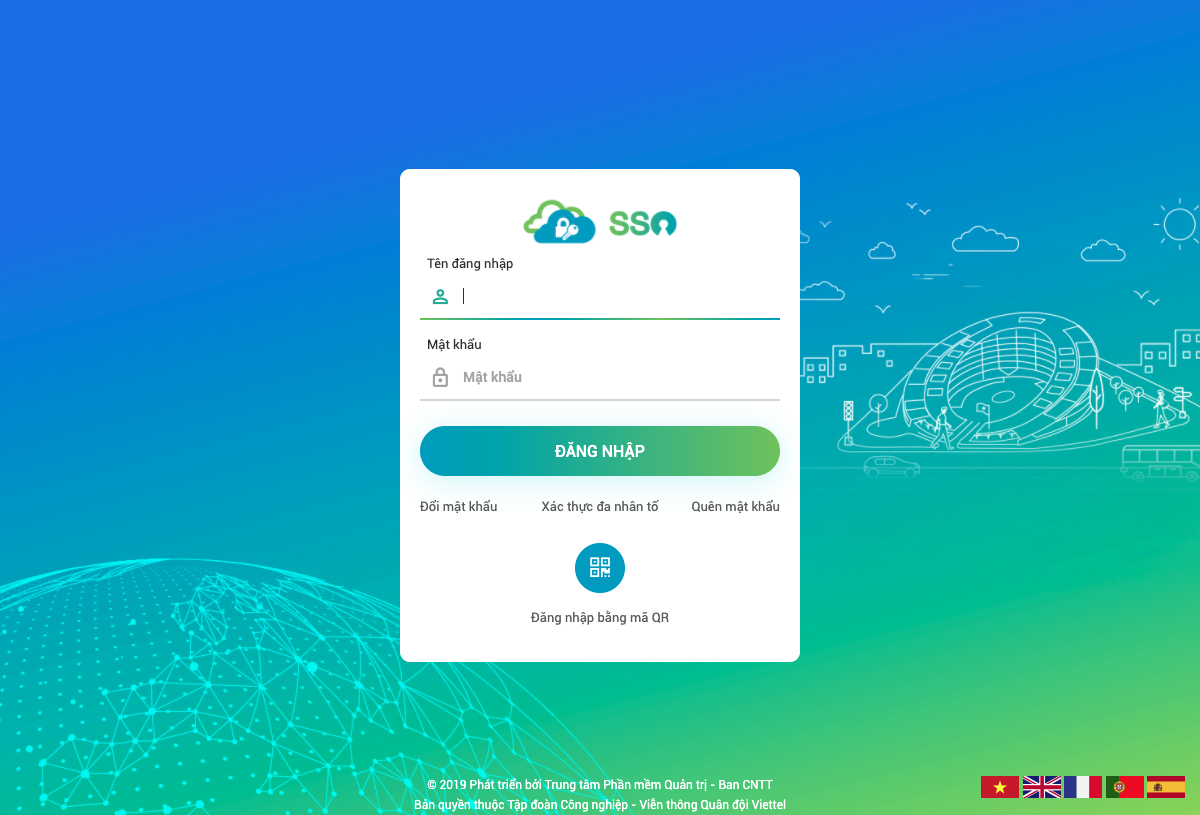 SSO
Tên đăng nhập
Mật khẩu
Mật khẩu
ĐĂNG NHẬP
Đổi mật khẩu Xác thực đa nhân tố Quên mật khẩu
Đăng nhập bằng mã QR
© 2019 Phát triển bởi Trung tâm Phần mềm Quản trị - Ban CNTT
Bản quyền thuộc Tập đoàn Công nghiệp - Viễn thông Quân đội Viettel